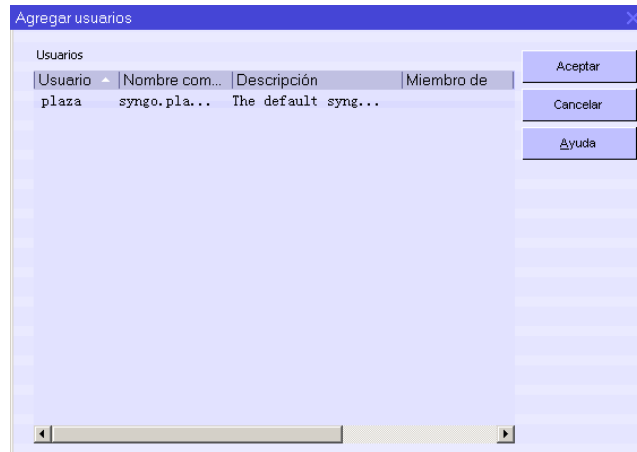 Agregar usuarios
Usuarios
Usuario Nombre com... Descripción Miembro de
plaza syngo.pla... The default syng...
Aceptar
Cancelar
Ayuda